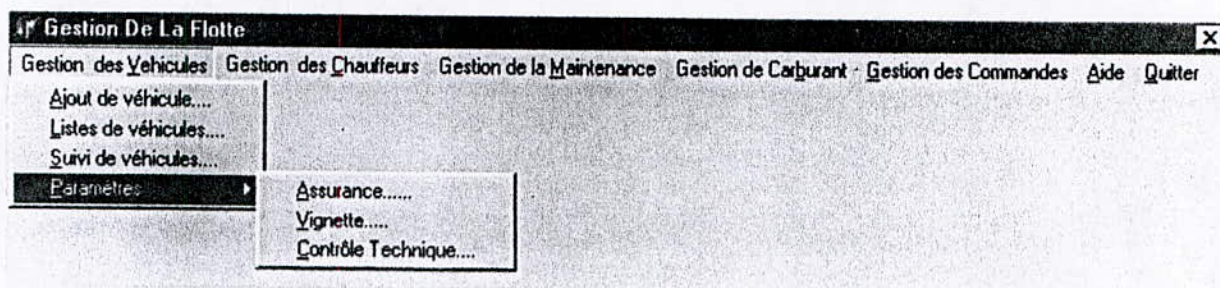 Gestion De La Flotte
Gestion des Vehicules Gestion des Chauffeurs Gestion de la Maintenance Gestion de Carburant Gestion des Commandes Aide Quitter
Ajout de véhicule....
Listes de véhicules....
Suivi de véhicules....
Paramètres
Assurance......
Vignette.....
Contrôle Technique....